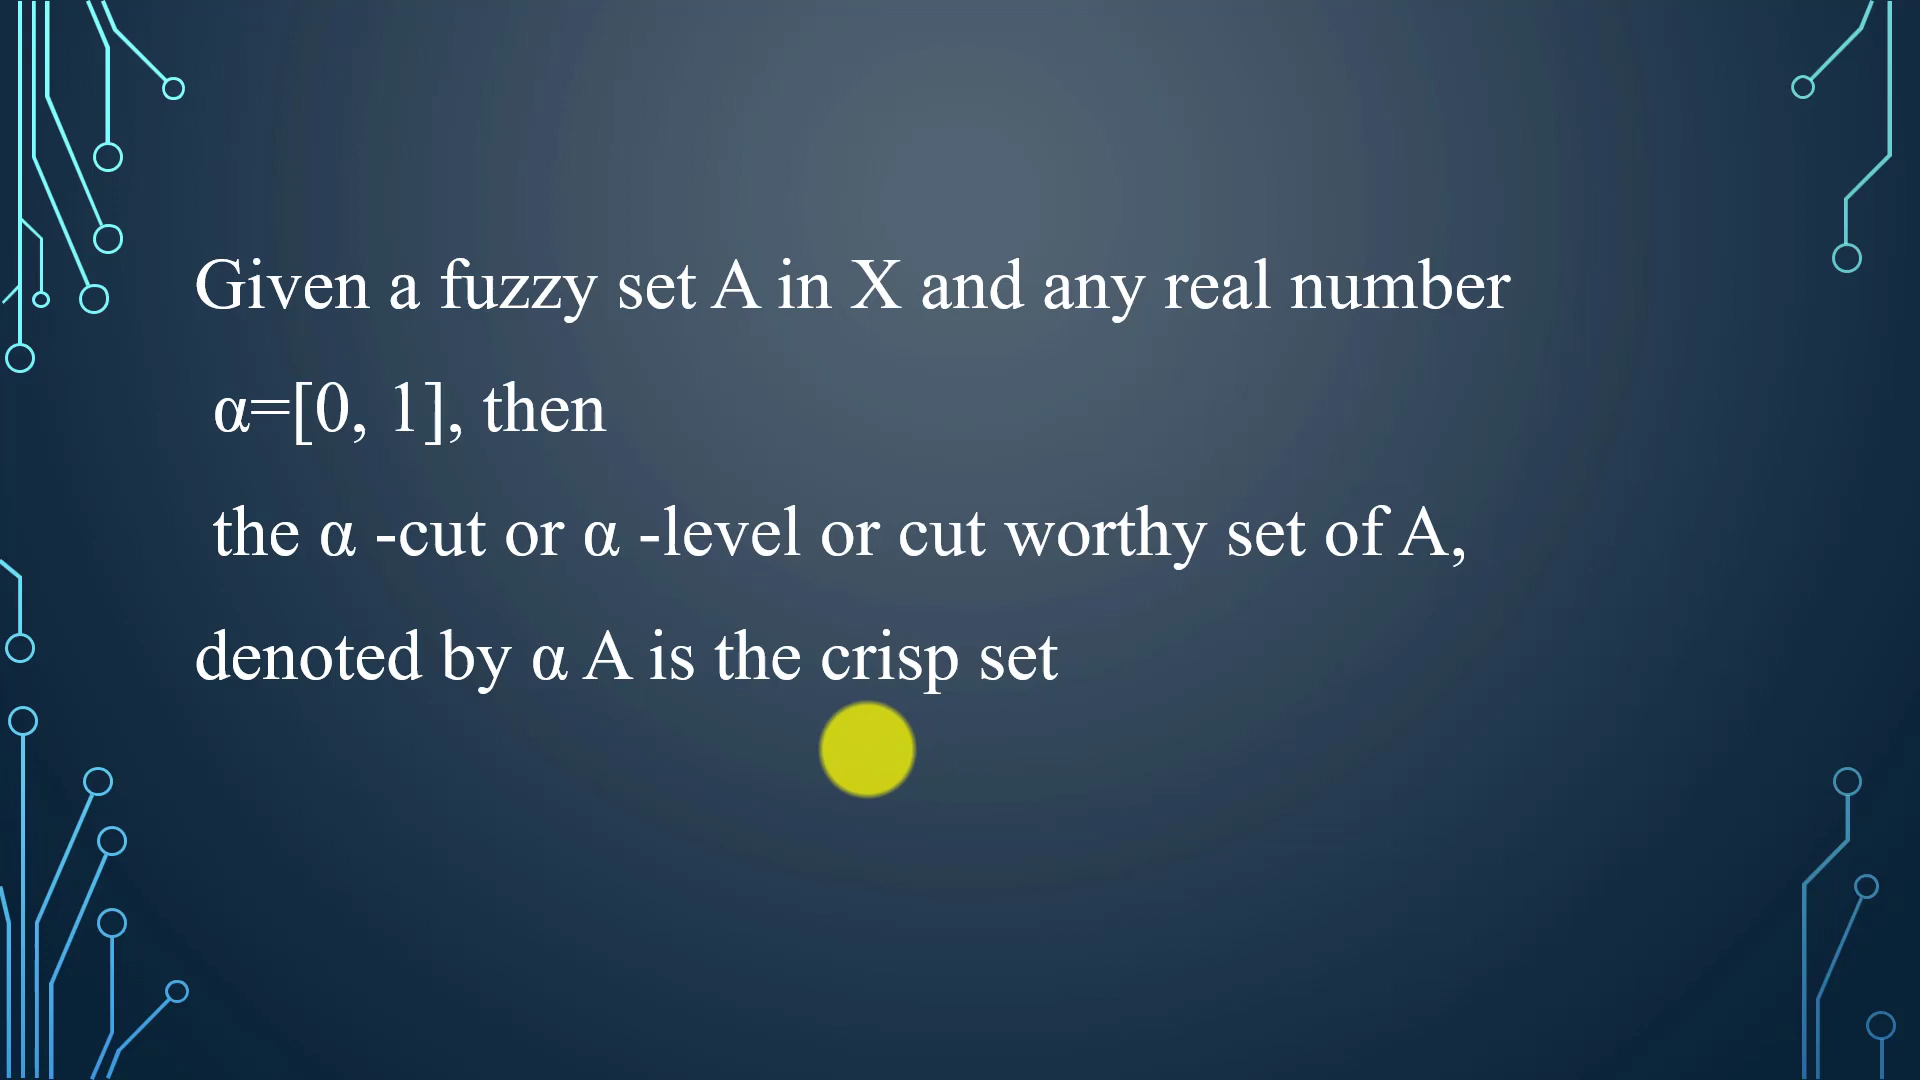 Given a fuzzy set A in X and any real number
α=[0, 1], then
the α -cut or α -level or cut worthy set of A,
denoted by α A is the crisp set